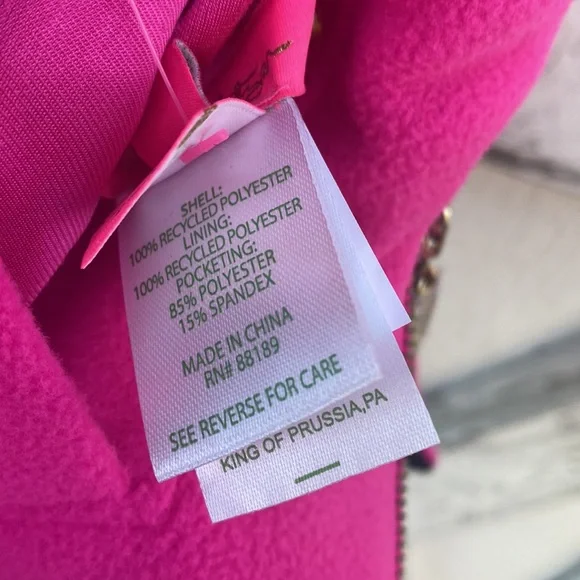 SHELL:
100% RECYCLED POLYESTER
LINING:
100% RECYCLED POLYESTER
POCKETING:
85% POLYESTER
15% SPANDEX
MADE IN CHINA
RN# 88189
SEE REVERSE FOR CARE
KING OF PRUSSIA,PA